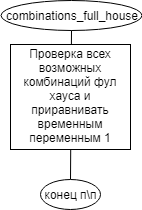 combinations_full_house
Проверка всех
возможных
комбинаций фул
хауса и
приравнивать
временным
переменным 1
конец п\п